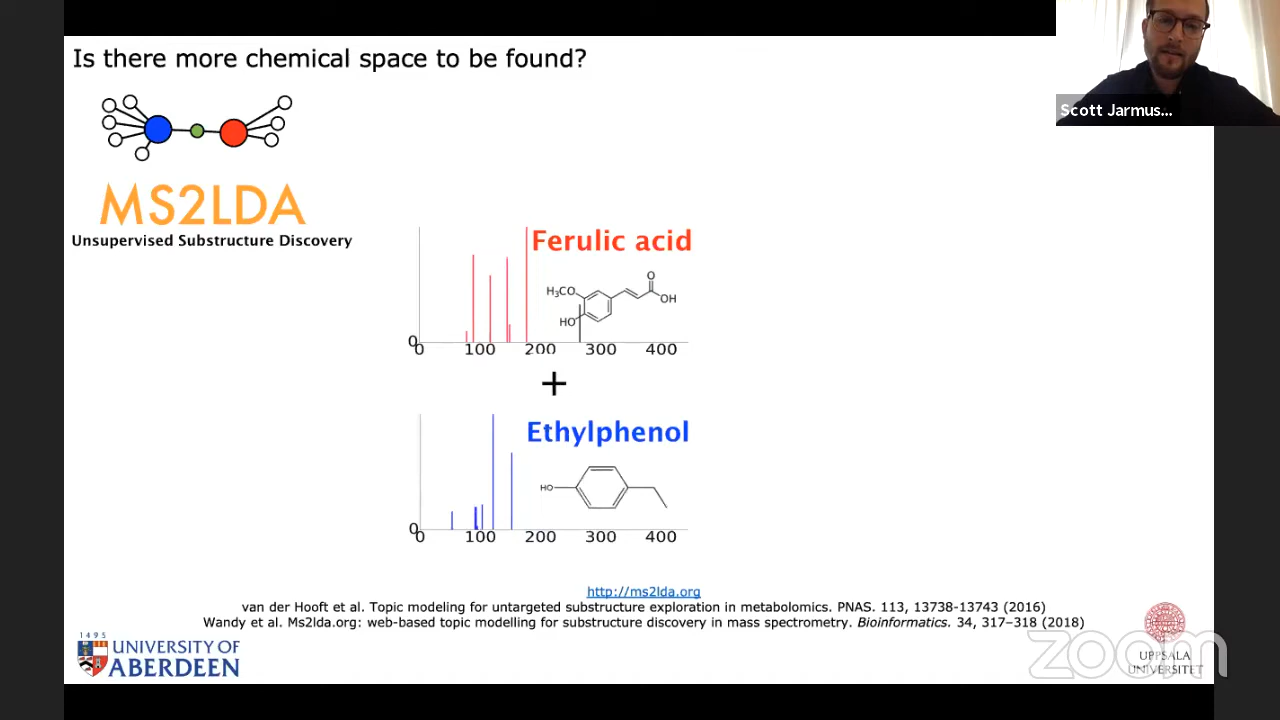 Is there more chemical space to be found?
Scott Jarmus...
MS2LDA
Unsupervised Substructure Discovery
Ferulic acid
O
H₃CO
OH
HO
0
0 100 200 300 400
+
Ethylphenol
HO
0
0 100 200 300 400
http://ms2lda.org
van der Hooft et al. Topic modeling for untargeted substructure exploration in metabolomics. PNAS. 113, 13738-13743 (2016)
Wandy et al. Ms2lda.org: web-based topic modelling for substructure discovery in mass spectrometry. Bioinformatics. 34, 317–318 (2018)
1495
UNIVERSITY OF
ABERDEEN
zoom
UPPSALA
UNIVERSITET